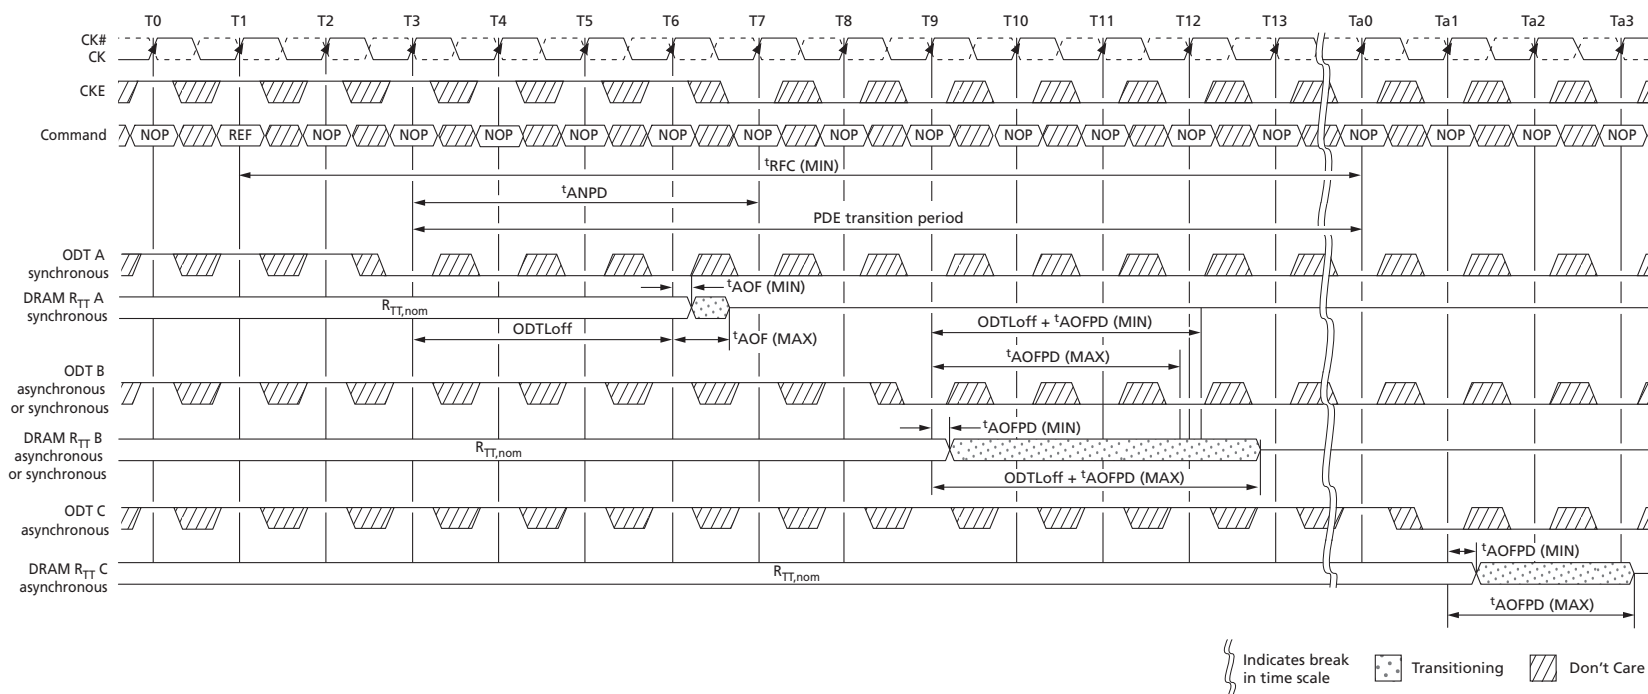 T0 T1 T2 T3 T4 T5 T6 T7 T8 T9 T10 T11 T12 T13 Ta0 Ta1 Ta2 Ta3
CK#
CK
CKE
Command NOP REF NOP NOP NOP NOP NOP NOP NOP NOP NOP NOP NOP NOP NOP NOP NOP NOP
tRFC (MIN)
tANPD
PDE transition period
ODT A
synchronous
tAOF (MIN)
DRAM RTT A
synchronous
RTT,nom
ODTLoff
tAOF (MAX)
ODTLoff + tAOFPD (MIN)
tAOFPD (MAX)
ODT B
asynchronous
or synchronous
tAOFPD (MIN)
DRAM RTT B
asynchronous
or synchronous
RTT,nom
ODTLoff + tAOFPD (MAX)
ODT C
asynchronous
tAOFPD (MIN)
DRAM RTT C
asynchronous
RTT,nom
tAOFPD (MAX)
Indicates break
in time scale
Transitioning
Don't Care